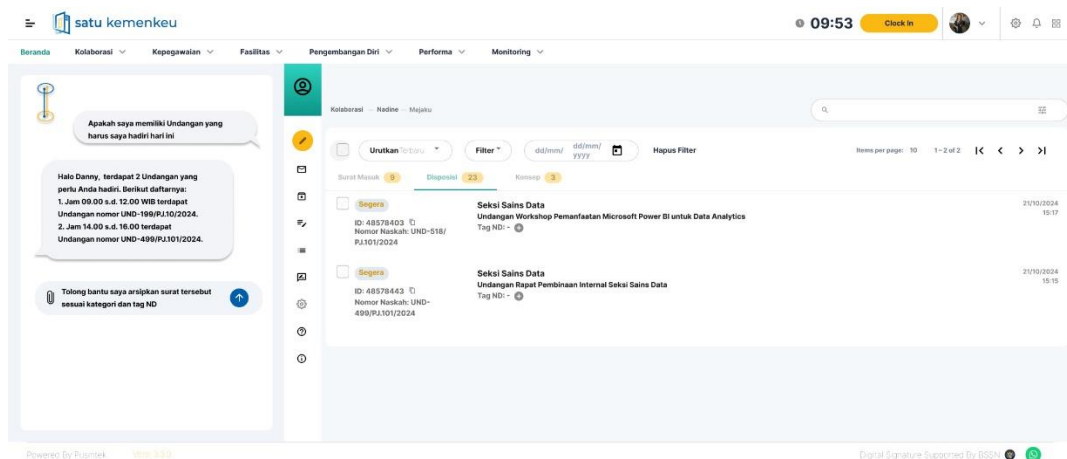 satu kemenkeu
09:53
Clock In
Beranda Kolaborasi Kepegawaian Fasilitas Pengembangan Diri Performa Monitoring
Apakah saya memiliki Undangan yang
harus saya hadiri hari ini
Halo Danny, terdapat 2 Undangan yang
perlu Anda hadiri. Berikut daftarnya:
1. Jam 09.00 s.d. 12.00 WIB terdapat
Undangan nomor UND-199/PJ.10/2024.
2. Jam 14.00 s.d. 16.00 terdapat
Undangan nomor UND-499/PJ.101/2024.
Tolong bantu saya arsipkan surat tersebut
sesuai kategori dan tag ND
Kolaborasi — Nadine — Mejaku
Urutkan Terbaru Filter dd/mm/ dd/mm/
yyyy
Hapus Filter
Items per page: 10 1 - 2 of 2
Surat Masuk 9 Disposisi 23 Konsep 3
Segera
ID: 48578403
Nomor Naskah: UND-518/
PJ.101/2024
Seksi Sains Data
Undangan Workshop Pemanfaatan Microsoft Power BI untuk Data Analytics
Tag ND: -
21/10/2024
15:17
Segera
ID: 48578443
Nomor Naskah: UND-
499/PJ.101/2024
Seksi Sains Data
Undangan Rapat Pembinaan Internal Seksi Sains Data
Tag ND: -
21/10/2024
15:15
Powered By Pusintek
Digital Signature Supported By BSSN